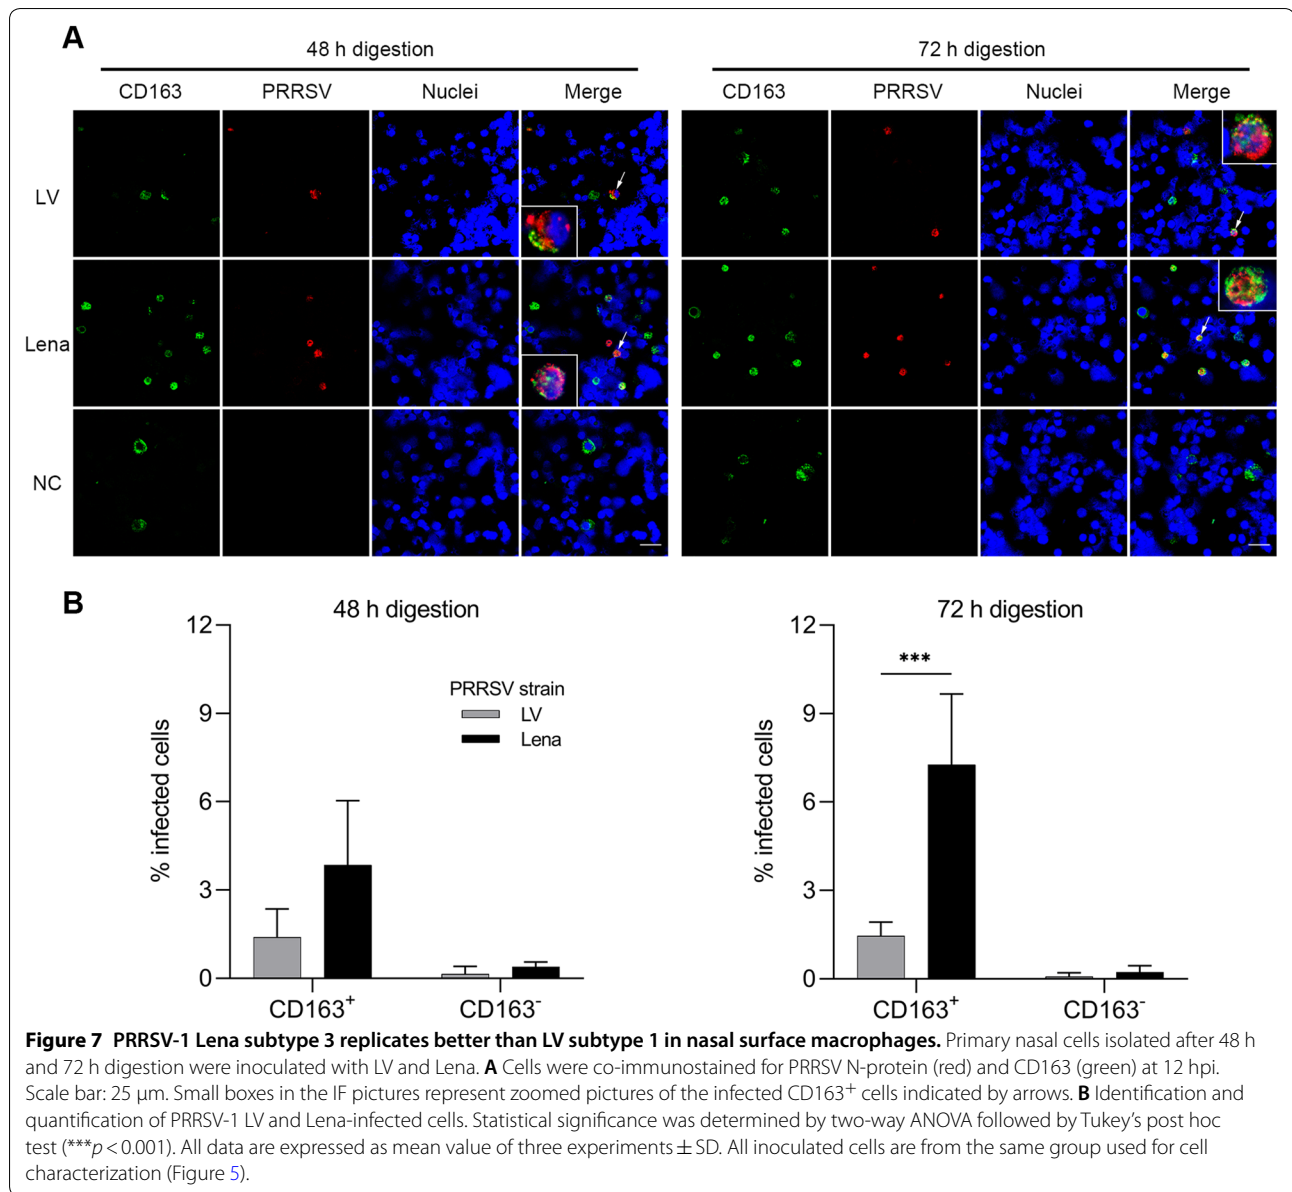 A
48 h digestion
72 h digestion
CD163 PRRSV Nuclei Merge
CD163 PRRSV Nuclei Merge
LV
Lena
NC
B
48 h digestion
72 h digestion
12
9
6
3
0
% infected cells
PRRSV strain
LV
Lena
CD163⁺ CD163⁻
12
9
6
3
0
% infected cells
***
CD163⁺ CD163⁻
Figure 7 PRRSV-1 Lena subtype 3 replicates better than LV subtype 1 in nasal surface macrophages. Primary nasal cells isolated after 48 h
and 72 h digestion were inoculated with LV and Lena. A Cells were co-immunostained for PRRSV N-protein (red) and CD163 (green) at 12 hpi.
Scale bar: 25 µm. Small boxes in the IF pictures represent zoomed pictures of the infected CD163⁺ cells indicated by arrows. B Identification and
quantification of PRRSV-1 LV and Lena-infected cells. Statistical significance was determined by two-way ANOVA followed by Tukey’s post hoc
test (***p < 0.001). All data are expressed as mean value of three experiments ± SD. All inoculated cells are from the same group used for cell
characterization (Figure 5).